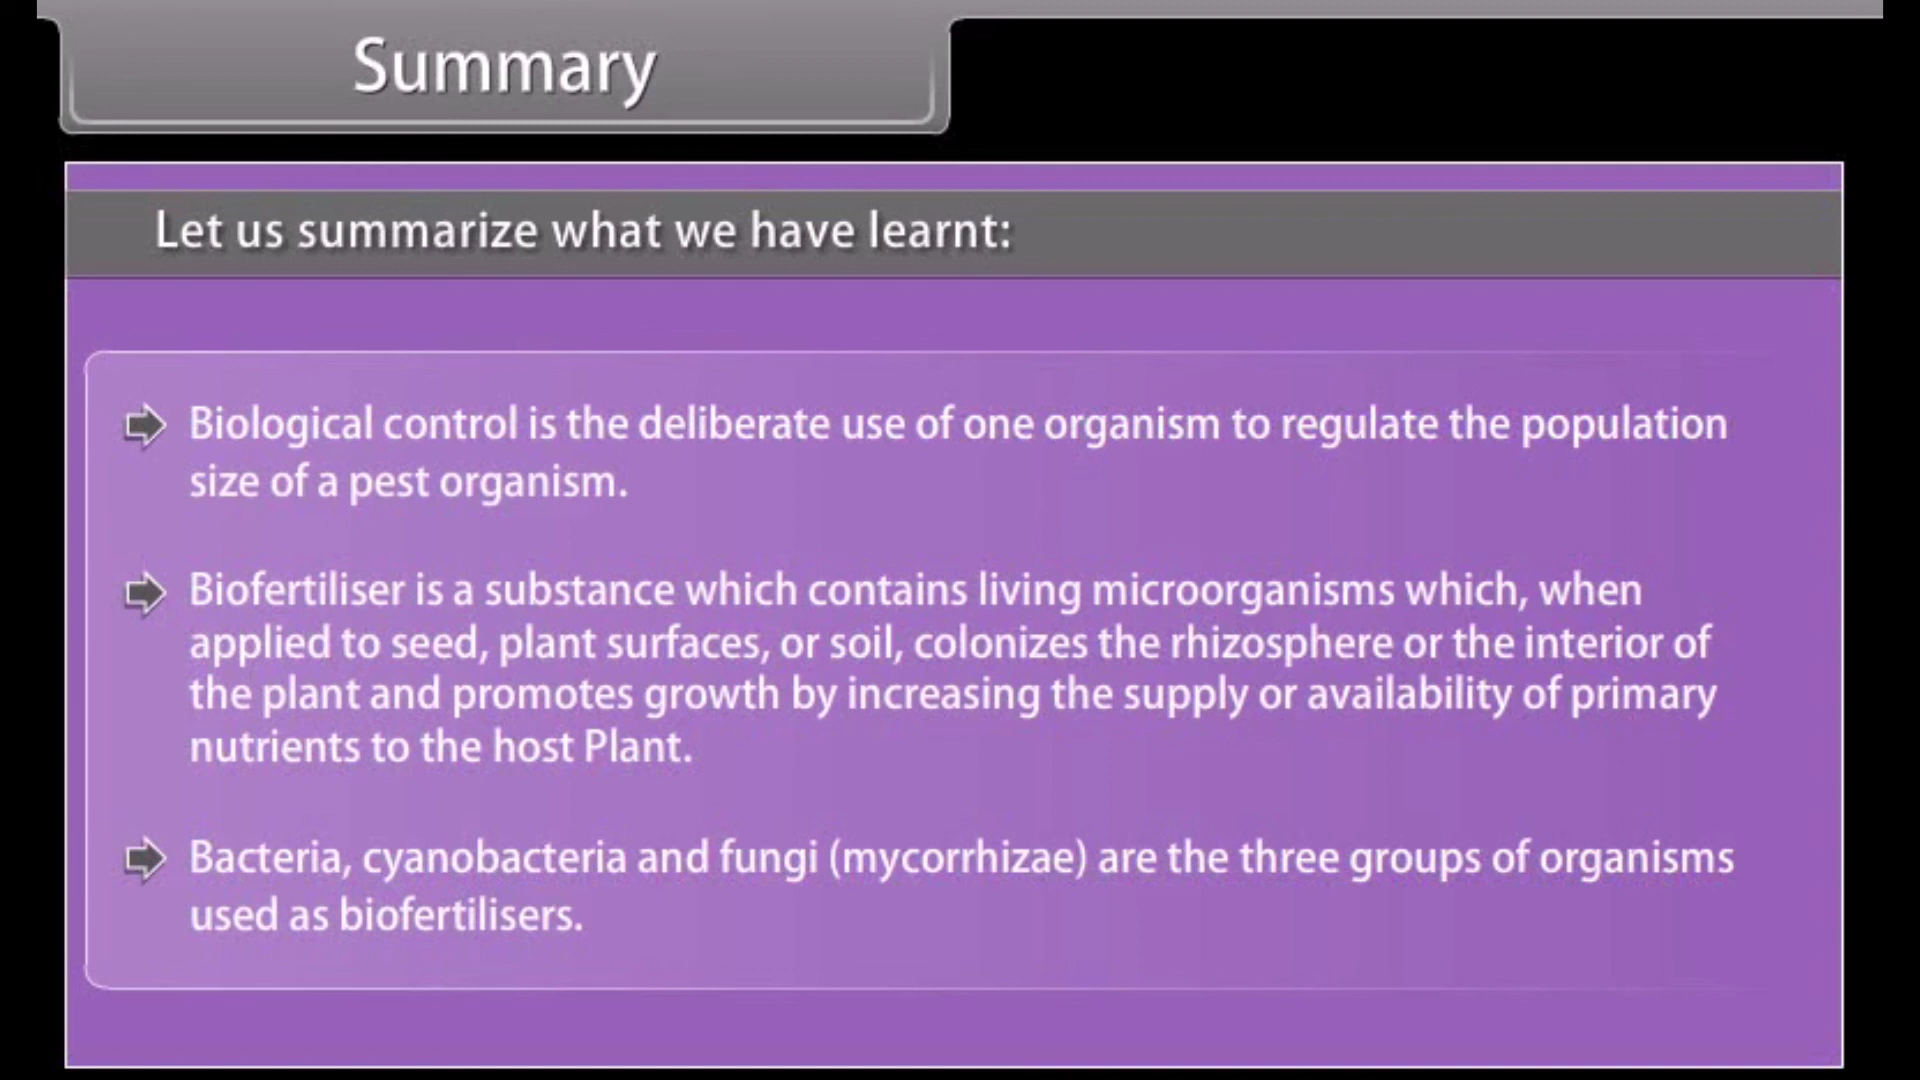 Summary
Let us summarize what we have learnt:
Biological control is the deliberate use of one organism to regulate the population
size of a pest organism.
Biofertiliser is a substance which contains living microorganisms which, when
applied to seed, plant surfaces, or soil, colonizes the rhizosphere or the interior of
the plant and promotes growth by increasing the supply or availability of primary
nutrients to the host Plant.
Bacteria, cyanobacteria and fungi (mycorrhizae) are the three groups of organisms
used as biofertilisers.